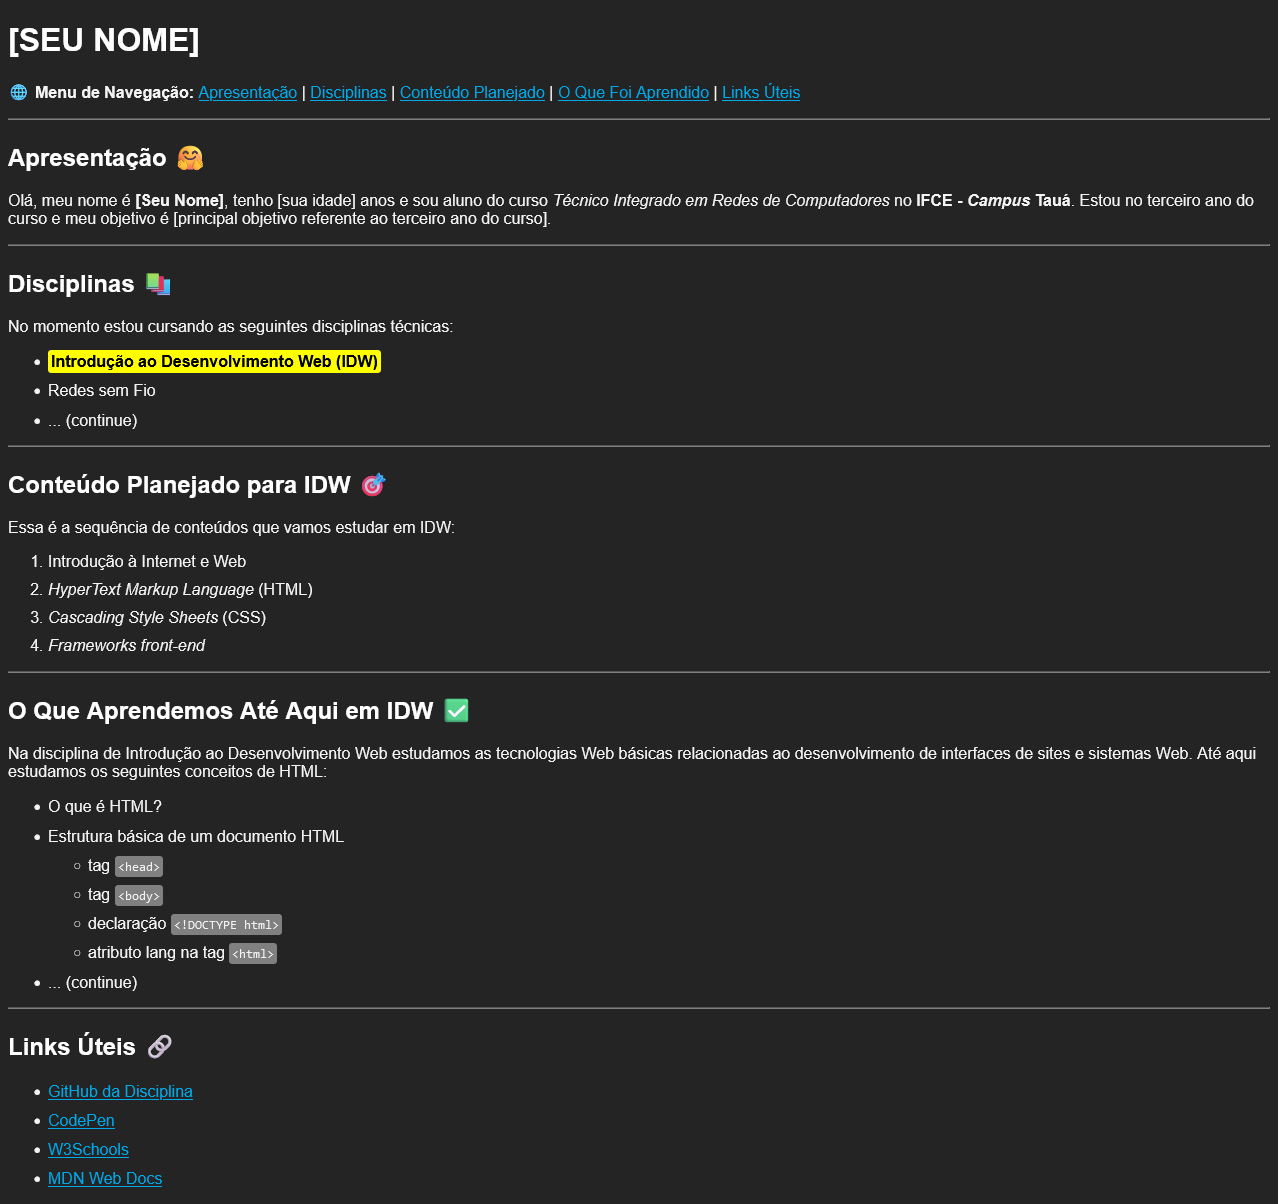 [SEU NOME]
🌐 Menu de Navegação: Apresentação | Disciplinas | Conteúdo Planejado | O Que Foi Aprendido | Links Úteis
Apresentação 🤗
Olá, meu nome é [Seu Nome], tenho [sua idade] anos e sou aluno do curso Técnico Integrado em Redes de Computadores no IFCE - Campus Tauá. Estou no terceiro ano do
curso e meu objetivo é [principal objetivo referente ao terceiro ano do curso].
Disciplinas 📚
No momento estou cursando as seguintes disciplinas técnicas:
• Introdução ao Desenvolvimento Web (IDW)
• Redes sem Fio
• ... (continue)
Conteúdo Planejado para IDW 🎯
Essa é a sequência de conteúdos que vamos estudar em IDW:
1. Introdução à Internet e Web
2. HyperText Markup Language (HTML)
3. Cascading Style Sheets (CSS)
4. Frameworks front-end
O Que Aprendemos Até Aqui em IDW ✅
Na disciplina de Introdução ao Desenvolvimento Web estudamos as tecnologias Web básicas relacionadas ao desenvolvimento de interfaces de sites e sistemas Web. Até aqui
estudamos os seguintes conceitos de HTML:
• O que é HTML?
• Estrutura básica de um documento HTML
◦ tag <head>
◦ tag <body>
◦ declaração <!DOCTYPE html>
◦ atributo lang na tag <html>
• ... (continue)
Links Úteis 🔗
• GitHub da Disciplina
• CodePen
• W3Schools
• MDN Web Docs